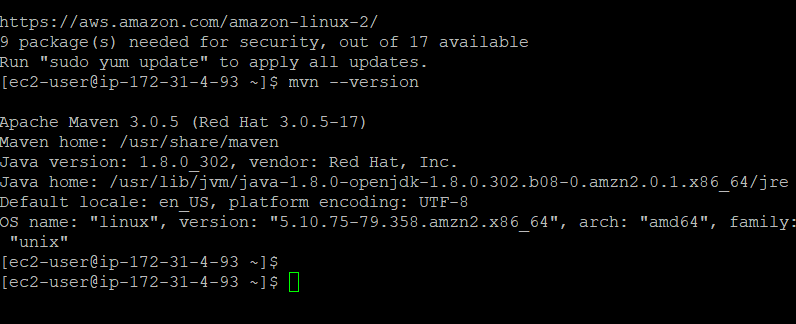 https://aws.amazon.com/amazon-linux-2/
9 package(s) needed for security, out of 17 available
Run "sudo yum update" to apply all updates.
[ec2-user@ip-172-31-4-93 ~]$ mvn --version
Apache Maven 3.0.5 (Red Hat 3.0.5-17)
Maven home: /usr/share/maven
Java version: 1.8.0_302, vendor: Red Hat, Inc.
Java home: /usr/lib/jvm/java-1.8.0-openjdk-1.8.0.302.b08-0.amzn2.0.1.x86_64/jre
Default locale: en_US, platform encoding: UTF-8
OS name: "linux", version: "5.10.75-79.358.amzn2.x86_64", arch: "amd64", family:
 "unix"
[ec2-user@ip-172-31-4-93 ~]$
[ec2-user@ip-172-31-4-93 ~]$